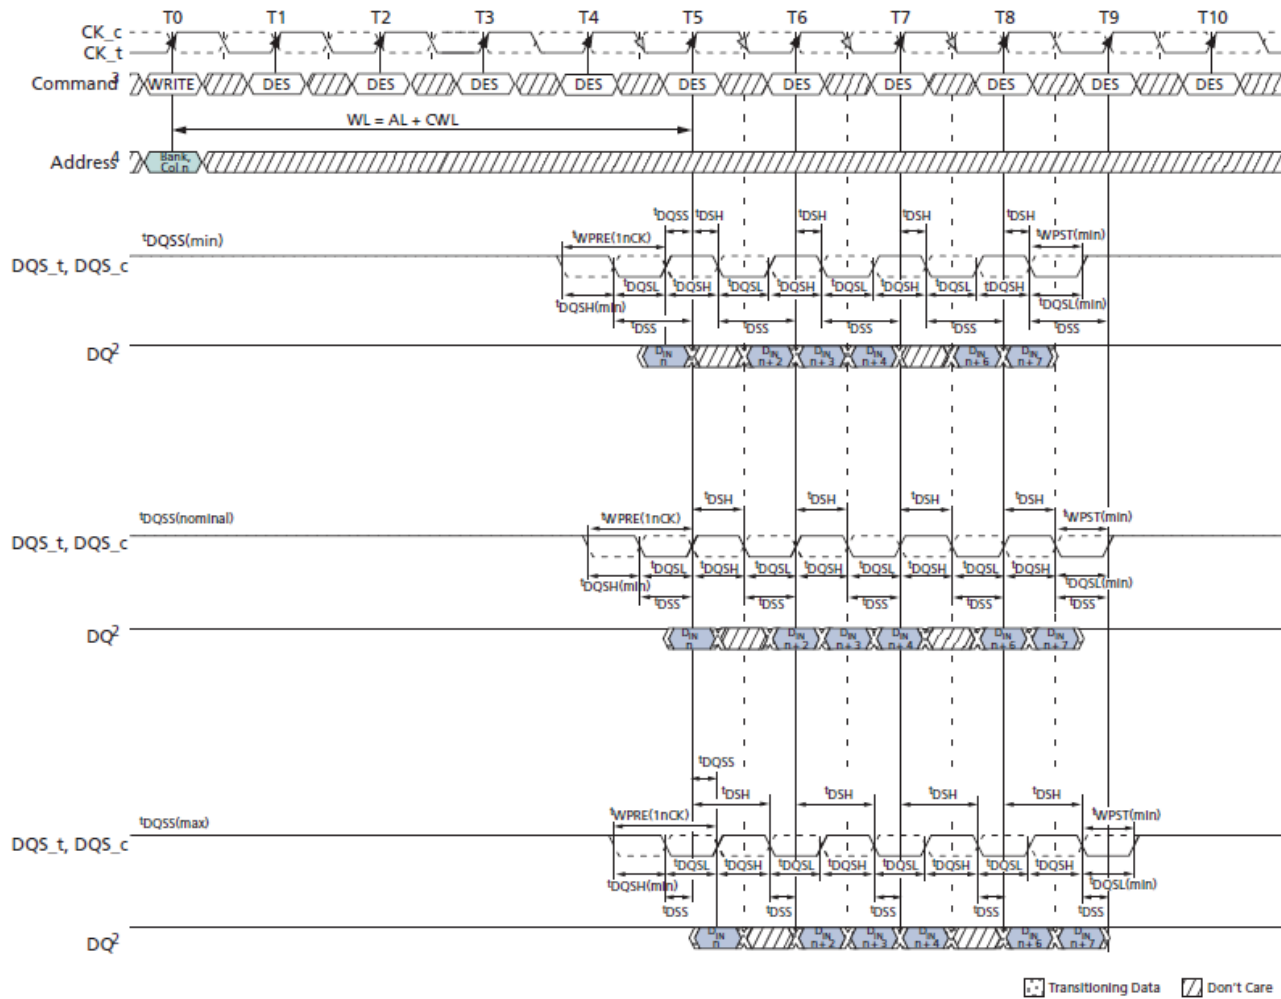 T0 T1 T2 T3 T4 T5 T6 T7 T8 T9 T10
CK_c
CK_t
Command3 WRITE DES DES DES DES DES DES DES DES DES DES
WL = AL + CWL
Address4 Bank, Col n
tDQSS tDSH tDSH tDSH tDSH
tDQSS(min) tWPRE(1nCK) tWPST(min)
DQS_t, DQS_c
tDQSL tDQSH tDQSL tDQSH tDQSL tDQSH tDQSL tDQSH
tDQSH(min) tDQSL(min)
tDSS tDSS tDSS tDSS tDSS
DQ2 DIN n DIN n + 2 DIN n + 3 DIN n + 4 DIN n + 6 DIN n + 7
tDSH tDSH tDSH tDSH
tDQSS(nominal) tWPRE(1nCK) tWPST(min)
DQS_t, DQS_c
tDQSL tDQSH tDQSL tDQSH tDQSL tDQSH tDQSL tDQSH
tDQSH(min) tDQSL(min)
tDSS tDSS tDSS tDSS tDSS
DQ2 DIN n DIN n + 2 DIN n + 3 DIN n + 4 DIN n + 6 DIN n + 7
tDQSS
tDSH tDSH tDSH tDSH
tDQSS(max) tWPRE(1nCK) tWPST(min)
DQS_t, DQS_c
tDQSL tDQSH tDQSL tDQSH tDQSL tDQSH tDQSL tDQSH
tDQSH(min) tDQSL(min)
tDSS tDSS tDSS tDSS tDSS
DQ2 DIN n DIN n + 2 DIN n + 3 DIN n + 4 DIN n + 6 DIN n + 7
Transitioning Data Don't Care